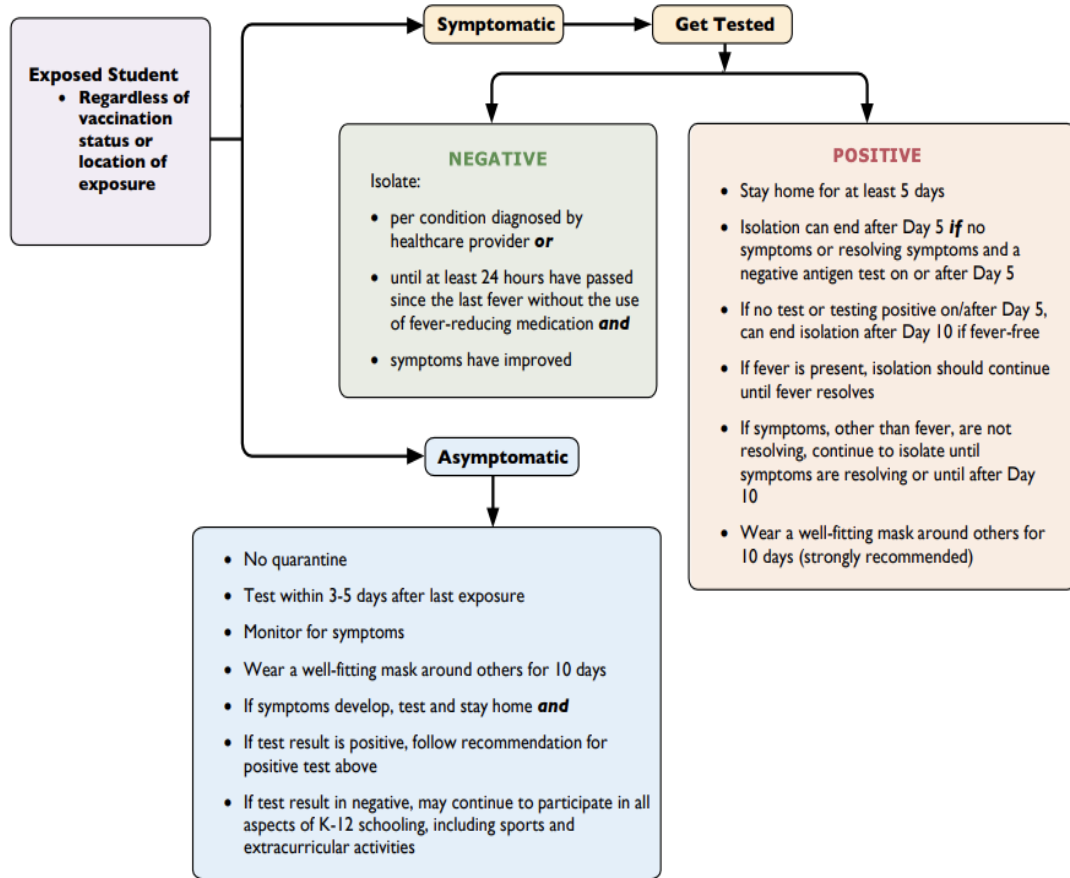 Exposed Student
• Regardless of
vaccination
status or
location of
exposure
Symptomatic
Get Tested
NEGATIVE
Isolate:
• per condition diagnosed by
healthcare provider or
• until at least 24 hours have passed
since the last fever without the use
of fever-reducing medication and
• symptoms have improved
POSITIVE
• Stay home for at least 5 days
• Isolation can end after Day 5 if no
symptoms or resolving symptoms and a
negative antigen test on or after Day 5
• If no test or testing positive on/after Day 5,
can end isolation after Day 10 if fever-free
• If fever is present, isolation should continue
until fever resolves
• If symptoms, other than fever, are not
resolving, continue to isolate until
symptoms are resolving or until after Day
10
• Wear a well-fitting mask around others for
10 days (strongly recommended)
Asymptomatic
• No quarantine
• Test within 3-5 days after last exposure
• Monitor for symptoms
• Wear a well-fitting mask around others for 10 days
• If symptoms develop, test and stay home and
• If test result is positive, follow recommendation for
positive test above
• If test result in negative, may continue to participate in all
aspects of K-12 schooling, including sports and
extracurricular activities